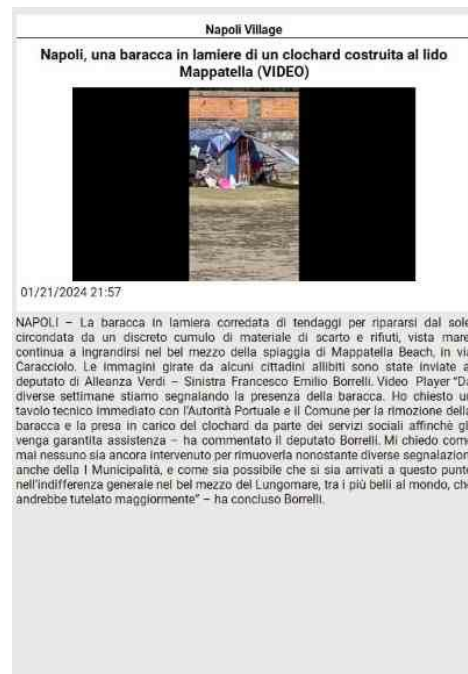 Napoli Village
Napoli, una baracca in lamiere di un clochard costruita al lido
Mappatella (VIDEO)
01/21/2024 21:57
NAPOLI – La baracca in lamiera corredata di tendaggi per ripararsi dal sole
circondata da un discreto cumulo di materiale di scarto e rifiuti, vista mare
continua a ingrandirsi nel bel mezzo della spiaggia di Mappatella Beach, in via
Caracciolo. Le immagini girate da alcuni cittadini allibiti sono state inviate a
deputato di Alleanza Verdi – Sinistra Francesco Emilio Borrelli. Video Player “Da
diverse settimane stiamo segnalando la presenza della baracca. Ho chiesto un
tavolo tecnico immediato con l'Autorità Portuale e il Comune per la rimozione della
baracca e la presa in carico del clochard da parte dei servizi sociali affinchè gli
venga garantita assistenza – ha commentato il deputato Borrelli. Mi chiedo come
mai nessuno sia ancora intervenuto per rimuoverla nonostante diverse segnalazion
anche della I Municipalità, e come sia possibile che si sia arrivati a questo punto
nell'indifferenza generale nel bel mezzo del Lungomare, tra i più belli al mondo, che
andrebbe tutelato maggiormente” – ha concluso Borrelli.